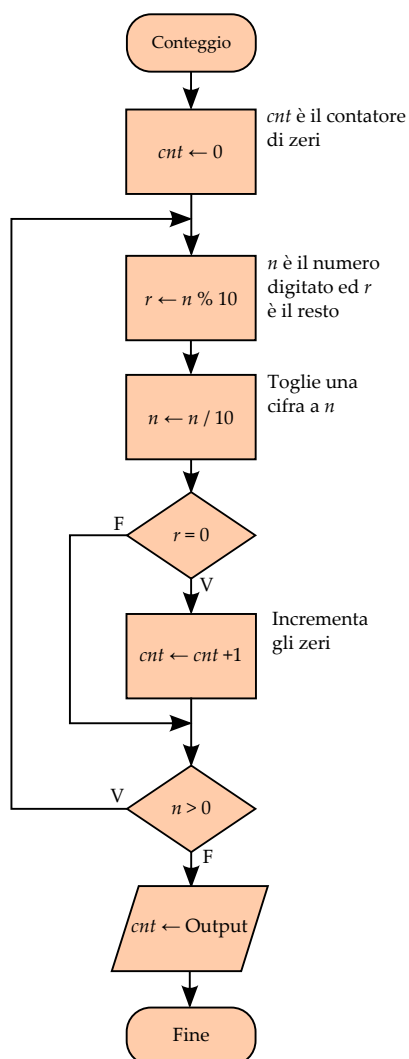 Conteggio
cnt ← 0
cnt è il contatore
di zeri
r ← n % 10
n è il numero
digitato ed r
è il resto
n ← n / 10
Toglie una
cifra a n
r = 0
F
V
cnt ← cnt +1
Incrementa
gli zeri
n > 0
V
F
cnt ← Output
Fine